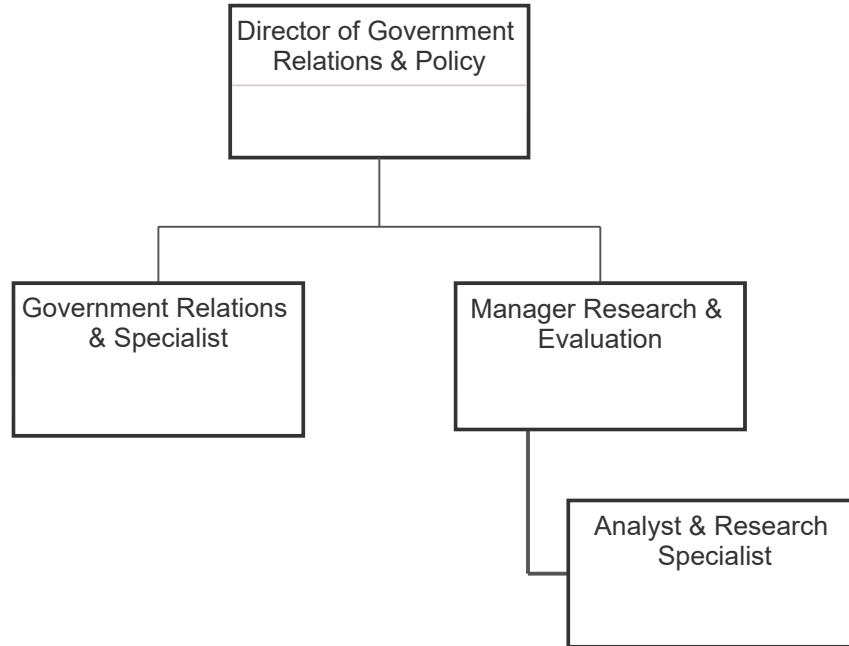 Director of Government
Relations & Policy
Government Relations
& Specialist
Manager Research &
Evaluation
Analyst & Research
Specialist